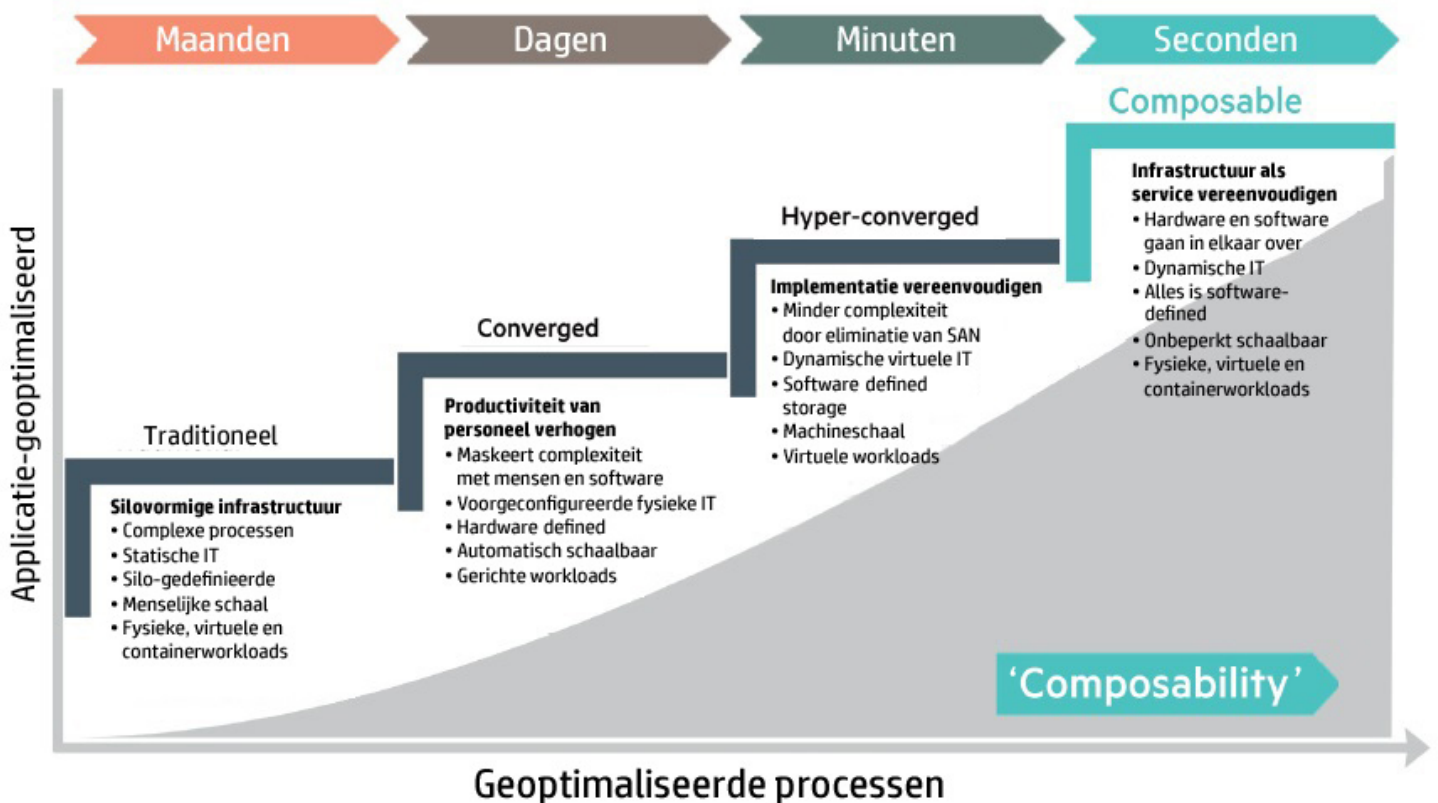 Maanden
Dagen
Minuten
Seconden
Composable
Infrastructuur als
service vereenvoudigen
• Hardware en software
gaan in elkaar over
• Dynamische IT
• Alles is software-
defined
• Onbeperkt schaalbaar
• Fysieke, virtuele en
containerworkloads
Hyper-converged
Implementatie vereenvoudigen
• Minder complexiteit
door eliminatie van SAN
• Dynamische virtuele IT
• Software defined
storage
• Machineschaal
• Virtuele workloads
Converged
Productiviteit van
personeel verhogen
• Maskeert complexiteit
met mensen en software
• Voorgeconfigureerde fysieke IT
• Hardware defined
• Automatisch schaalbaar
• Gerichte workloads
Traditioneel
Silovormige infrastructuur
• Complexe processen
• Statische IT
• Silo-gedefinieerde
• Menselijke schaal
• Fysieke, virtuele en
containerworkloads
Applicatie-geoptimaliseerd
'Composability'
Geoptimaliseerde processen